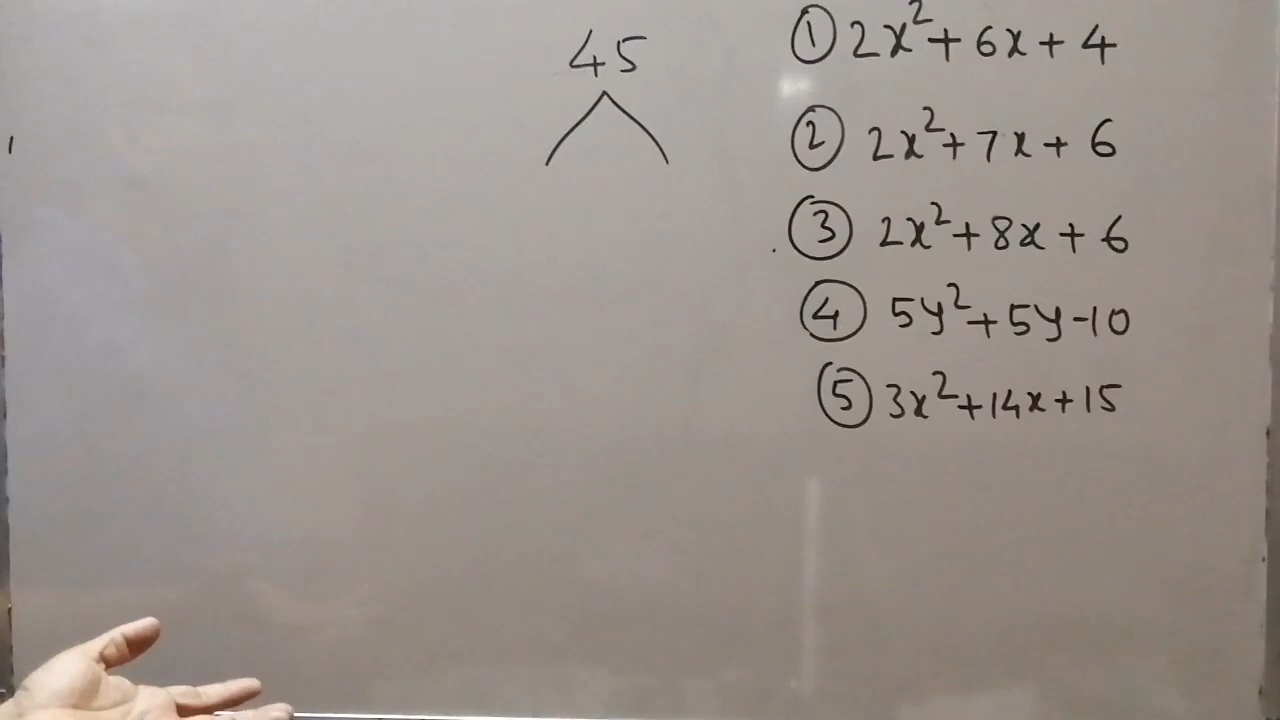 45
① 2x² + 6x + 4
② 2x² + 7x + 6
③ 2x² + 8x + 6
④ 5y² + 5y - 10
⑤ 3x² + 14x + 15